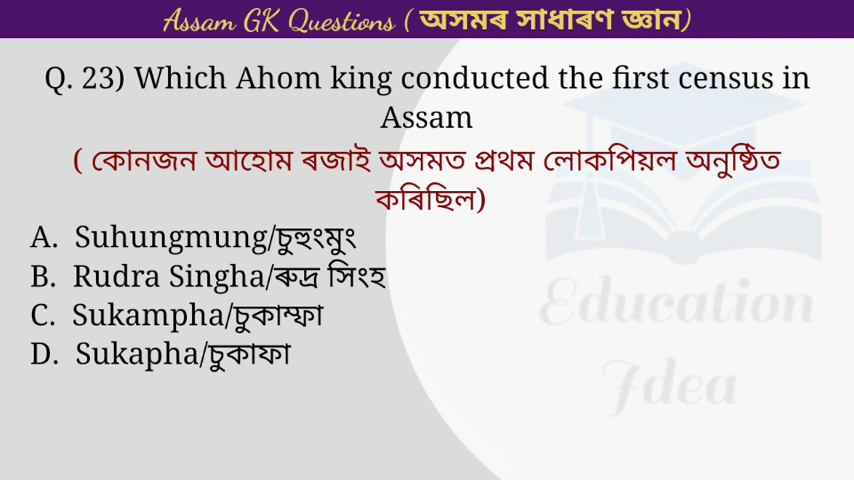 Assam GK Questions ( অসমৰ সাধাৰণ জ্ঞান)
Q. 23) Which Ahom king conducted the first census in
Assam
( কোনজন আহোম ৰজাই অসমত প্ৰথম লোকপিয়ল অনুষ্ঠিত
কৰিছিল)
A. Suhungmung/চুহুংমুং
B. Rudra Singha/ৰুদ্ৰ সিংহ
C. Sukampha/চুকাম্ফা
D. Sukapha/চুকাফা
Education
Idea